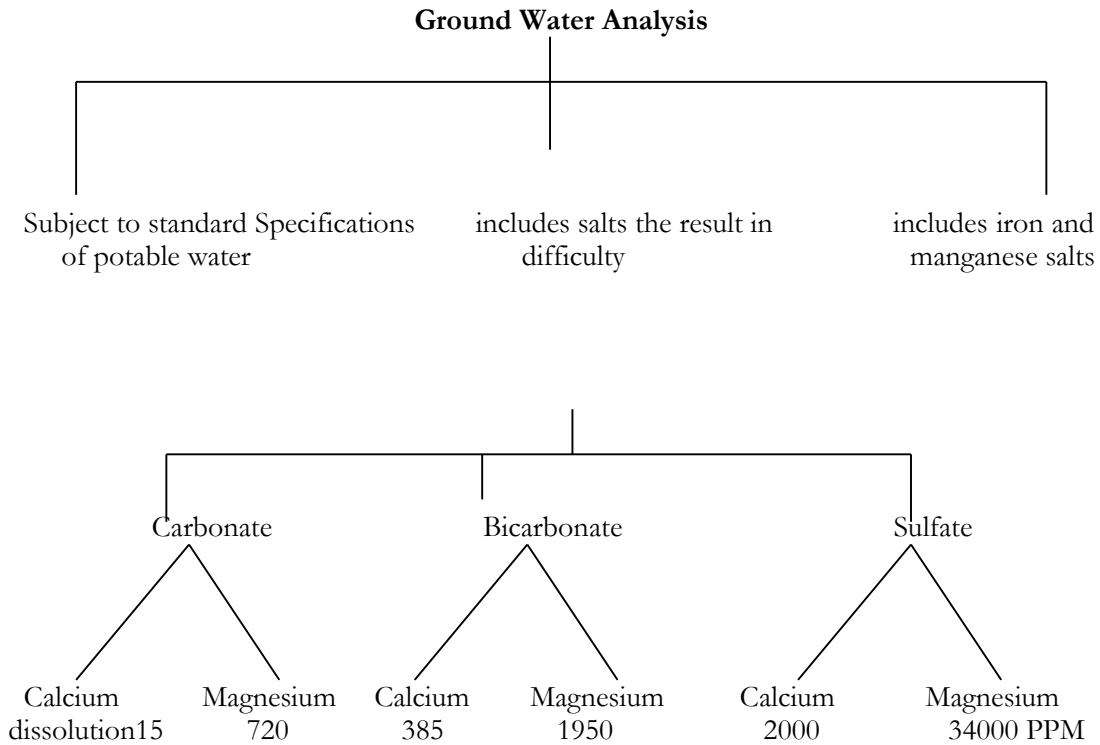 Ground Water Analysis
Subject to standard Specifications
of potable water
includes salts the result in
difficulty
includes iron and
manganese salts
Carbonate
Bicarbonate
Sulfate
Calcium
dissolution15
Magnesium
720
Calcium
385
Magnesium
1950
Calcium
2000
Magnesium
34000 PPM